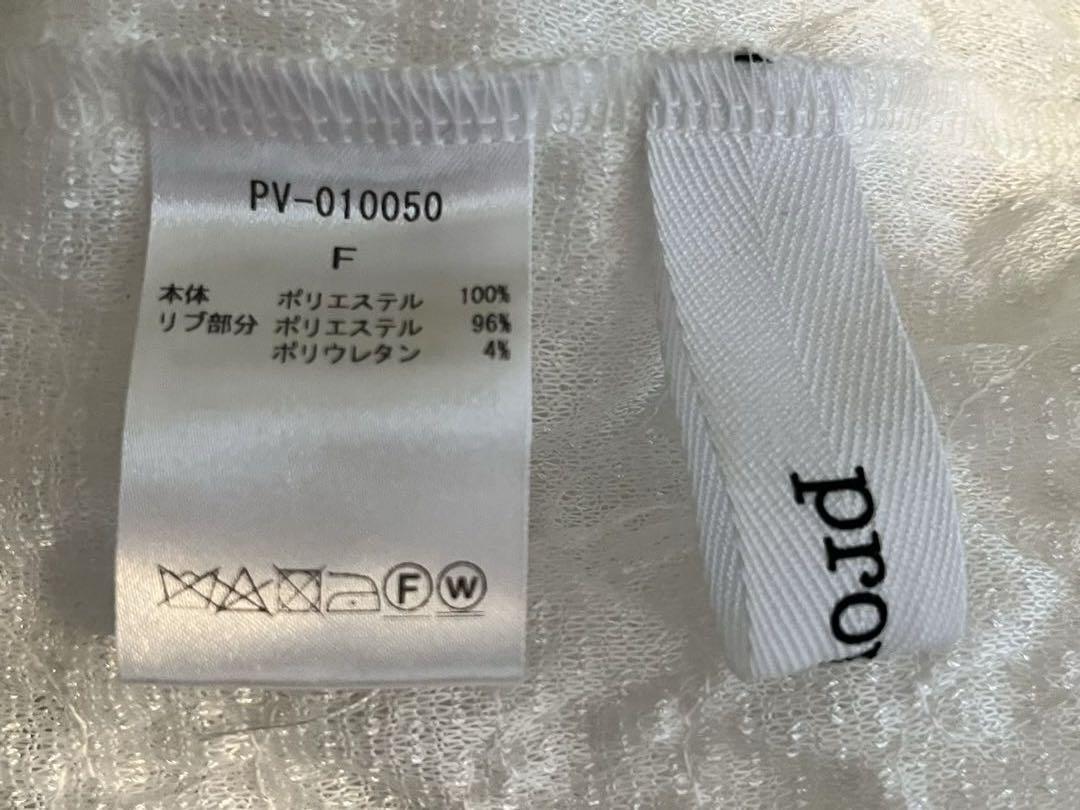 PV-010050
F
本体 ポリエステル 100%
リブ部分 ポリエステル 96%
ポリウレタン 4%
F W
pro